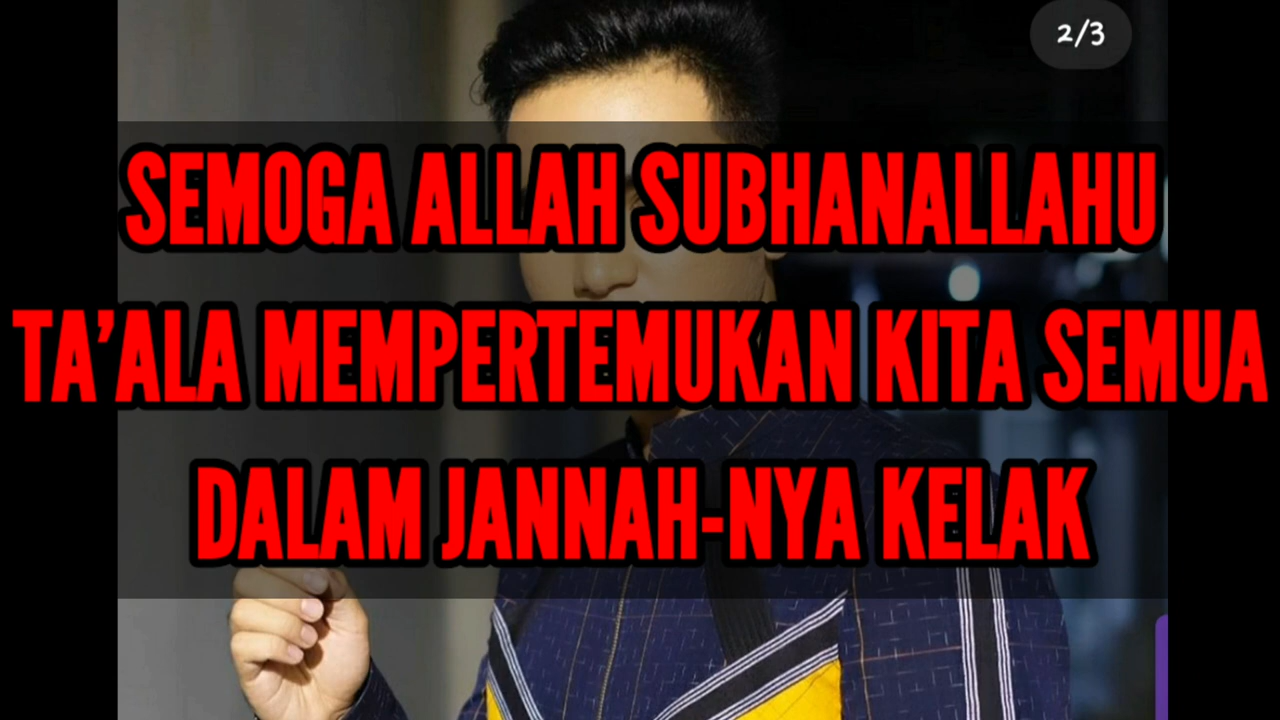 2/3
SEMOGA ALLAH SUBHANALLAHU
TA'ALA MEMPERTEMUKAN KITA SEMUA
DALAM JANNAH-NYA KELAK